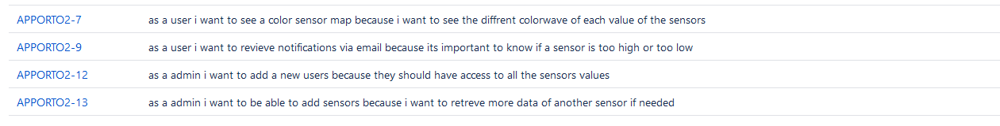 APPORTO2-7 as a user i want to see a color sensor map because i want to see the diffrent colorwave of each value of the sensors
APPORTO2-9 as a user i want to revieve notifications via email because its important to know if a sensor is too high or too low
APPORTO2-12 as a admin i want to add a new users because they should have access to all the sensors values
APPORTO2-13 as a admin i want to be able to add sensors because i want to retreve more data of another sensor if needed